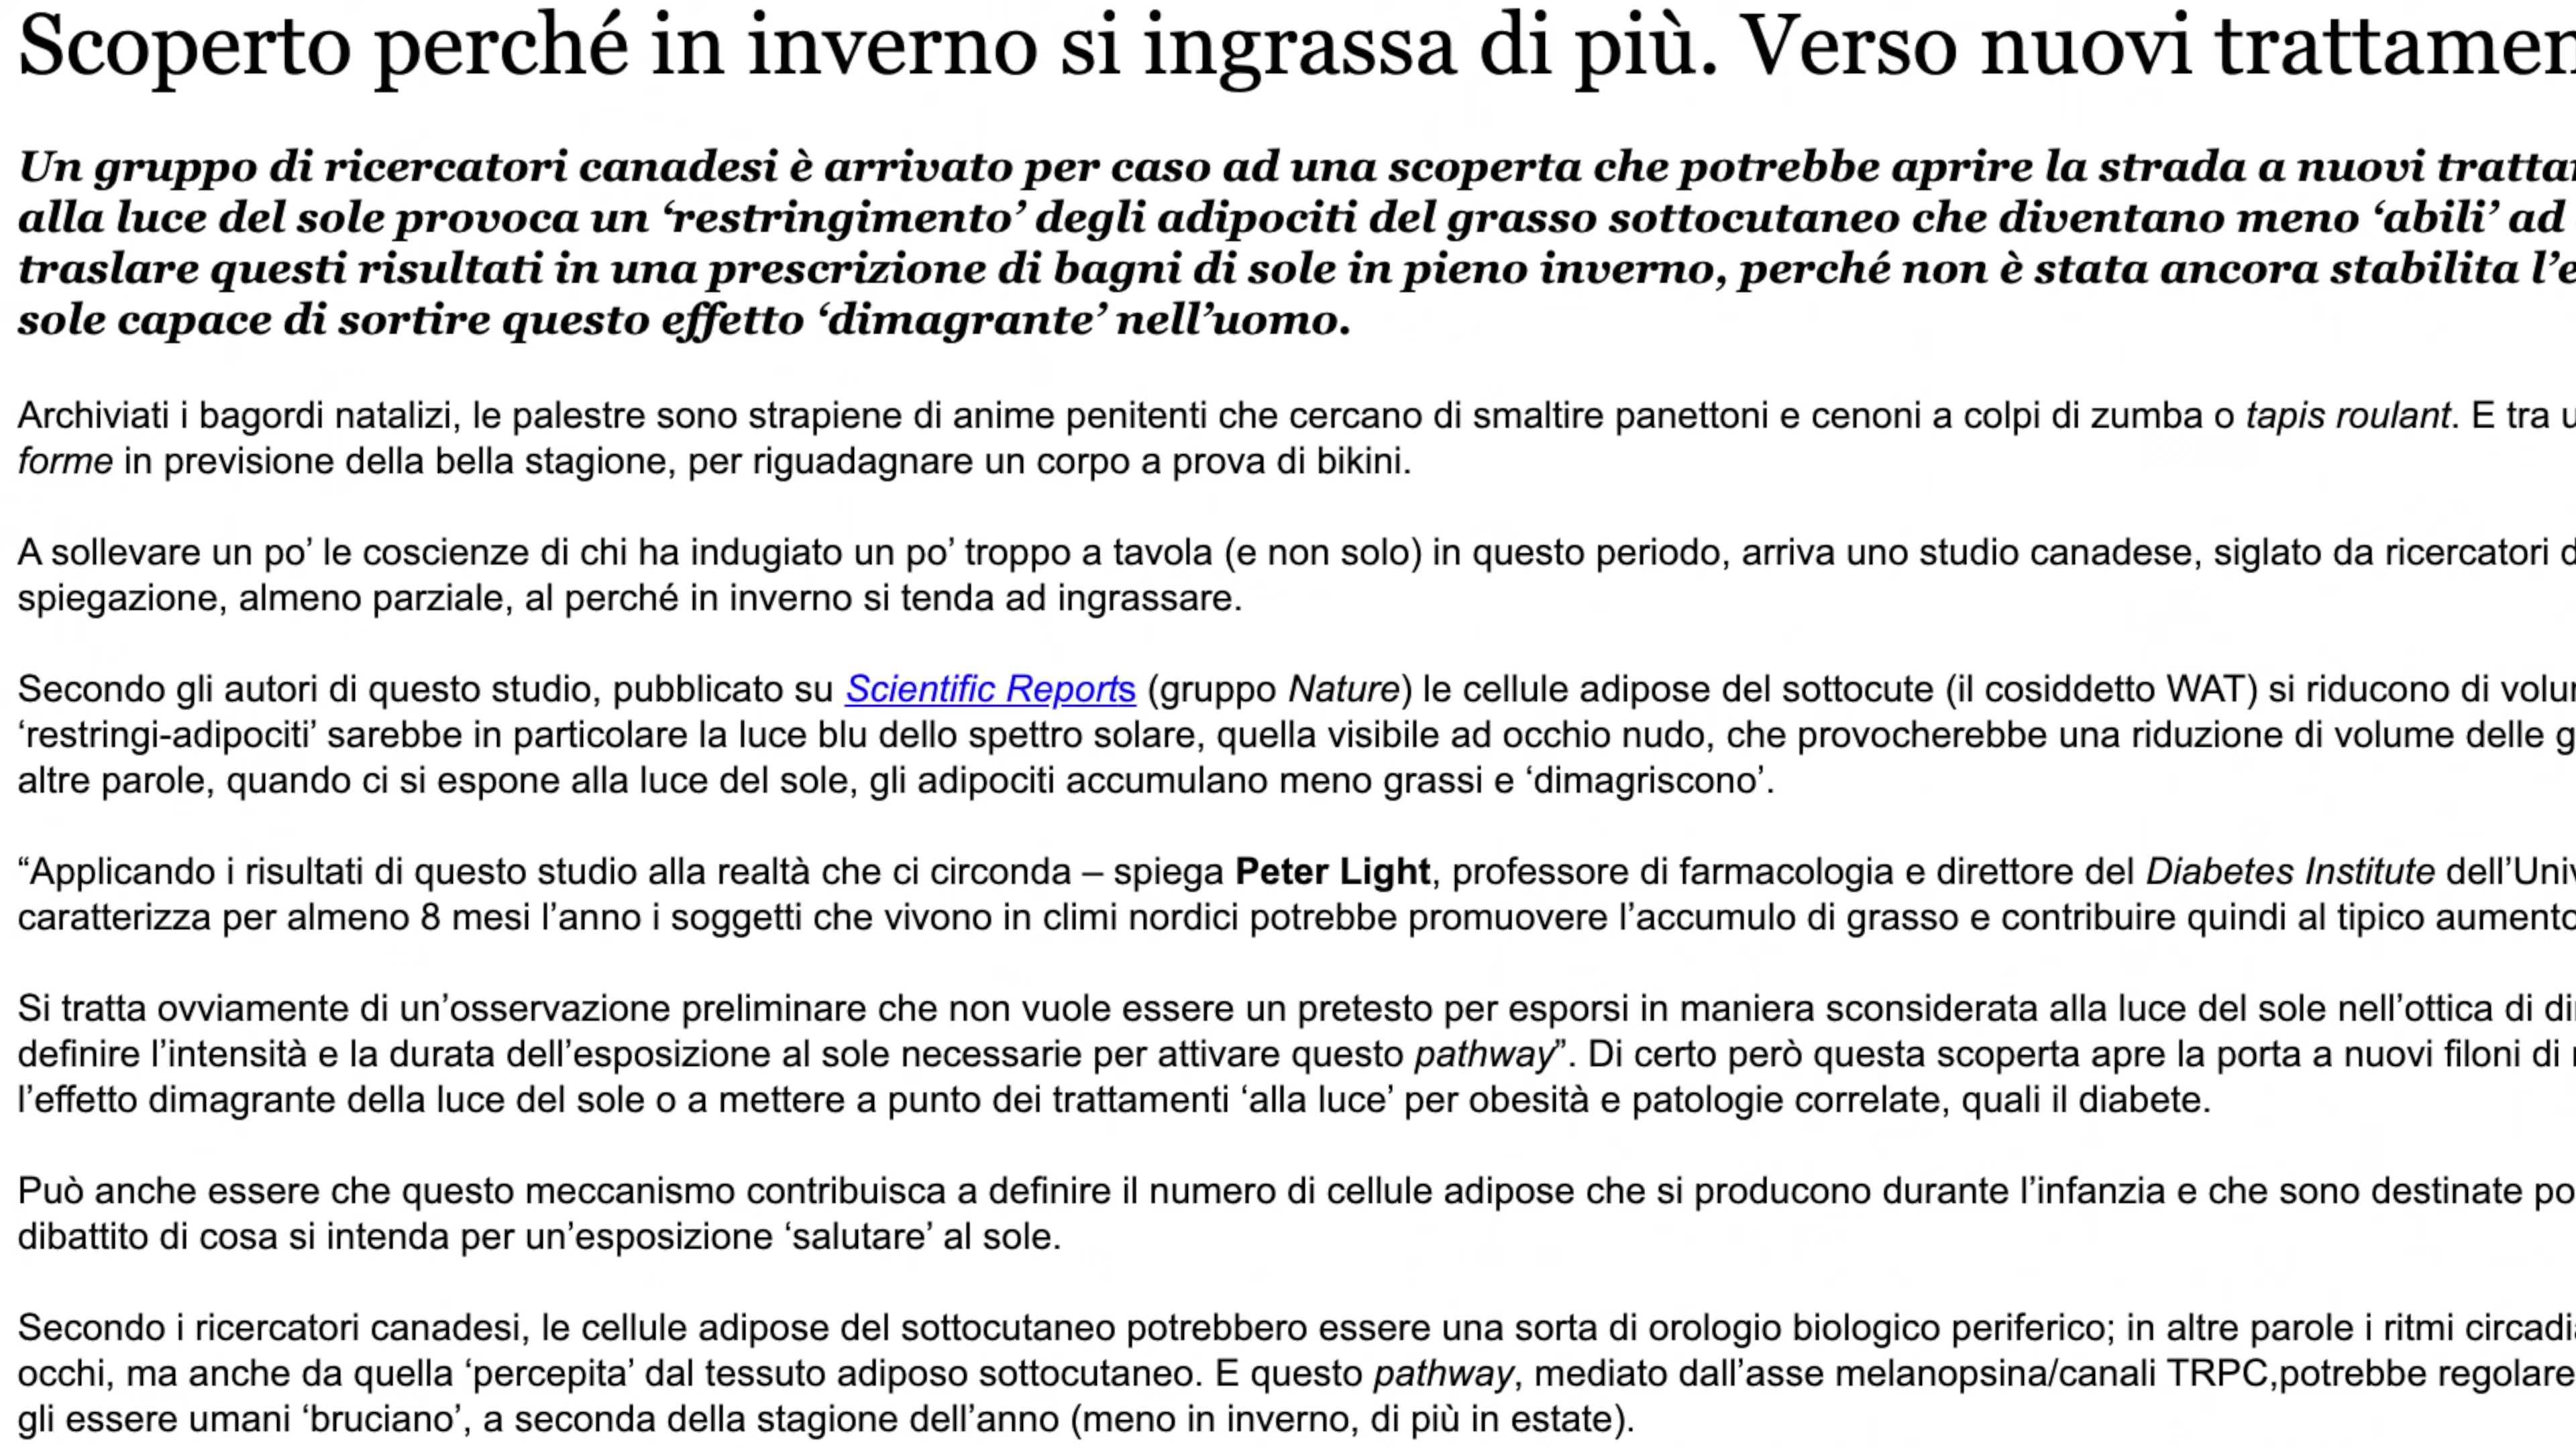 Scoperto perché in inverno si ingrassa di più. Verso nuovi
Un gruppo di ricercatori canadesi è arrivato per caso ad una scoperta che potrebbe aprire la strada a nuovi
alla luce del sole provoca un ‘restringimento’ degli adipociti del grasso sottocutaneo che diventano meno ‘abili’ ad
traslare questi risultati in una prescrizione di bagni di sole in pieno inverno, perché non è stata ancora stabilita
sole capace di sortire questo effetto ‘dimagrante’ nell’uomo.
Archiviati i bagordi natalizi, le palestre sono strapiene di anime penitenti che cercano di smaltire panettoni e cenoni a colpi di zumba o tapis roulant. E tra
forme in previsione della bella stagione, per riguadagnare un corpo a prova di bikini.
A sollevare un po’ le coscienze di chi ha indugiato un po’ troppo a tavola (e non solo) in questo periodo, arriva uno studio canadese, siglato da ricercatori
spiegazione, almeno parziale, al perché in inverno si tenda ad ingrassare.
Secondo gli autori di questo studio, pubblicato su Scientific Reports (gruppo Nature) le cellule adipose del sottocute (il cosiddetto WAT) si riducono di
‘restringi-adipociti’ sarebbe in particolare la luce blu dello spettro solare, quella visibile ad occhio nudo, che provocherebbe una riduzione di volume delle
altre parole, quando ci si espone alla luce del sole, gli adipociti accumulano meno grassi e ‘dimagriscono’.
“Applicando i risultati di questo studio alla realtà che ci circonda – spiega Peter Light, professore di farmacologia e direttore del Diabetes Institute
caratterizza per almeno 8 mesi l’anno i soggetti che vivono in climi nordici potrebbe promuovere l’accumulo di grasso e contribuire quindi al tipico aumento
Si tratta ovviamente di un’osservazione preliminare che non vuole essere un pretesto per esporsi in maniera sconsiderata alla luce del sole nell’ottica di
definire l’intensità e la durata dell’esposizione al sole necessarie per attivare questo pathway”. Di certo però questa scoperta apre la porta a nuovi filoni di
l’effetto dimagrante della luce del sole o a mettere a punto dei trattamenti ‘alla luce’ per obesità e patologie correlate, quali il diabete.
Può anche essere che questo meccanismo contribuisca a definire il numero di cellule adipose che si producono durante l’infanzia e che sono destinate
dibattito di cosa si intenda per un’esposizione ‘salutare’ al sole.
Secondo i ricercatori canadesi, le cellule adipose del sottocutaneo potrebbero essere una sorta di orologio biologico periferico; in altre parole i ritmi
occhi, ma anche da quella ‘percepita’ dal tessuto adiposo sottocutaneo. E questo pathway, mediato dall’asse melanopsina/canali TRPC,potrebbe regolare
gli essere umani ‘bruciano’, a seconda della stagione dell’anno (meno in inverno, di più in estate).